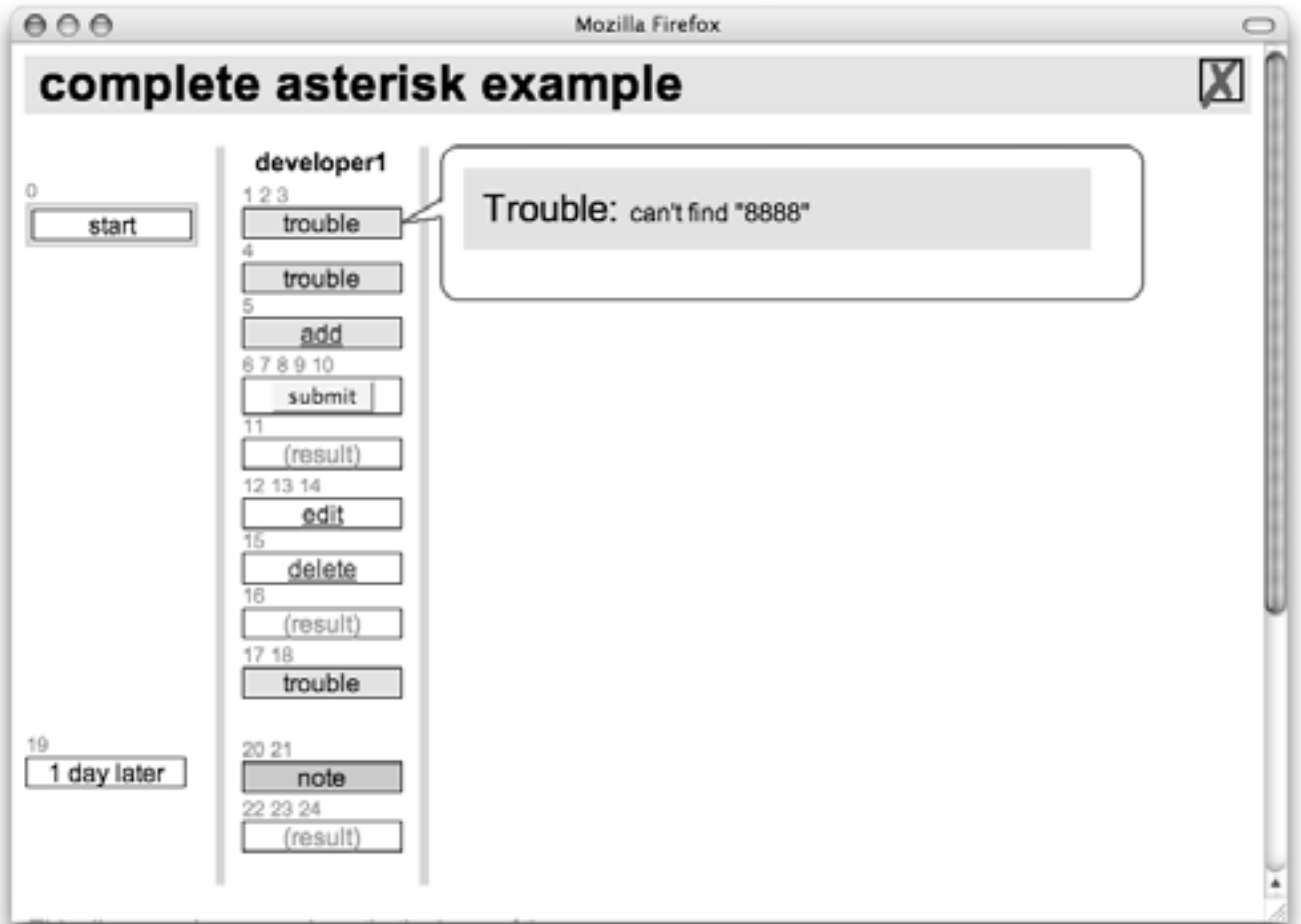 Mozilla Firefox
complete asterisk example
X
developer1
0
start
1 2 3
trouble
Trouble: can't find "8888"
4
trouble
5
add
6 7 8 9 10
submit
11
(result)
12 13 14
edit
15
delete
16
(result)
17 18
trouble
19
1 day later
20 21
note
22 23 24
(result)